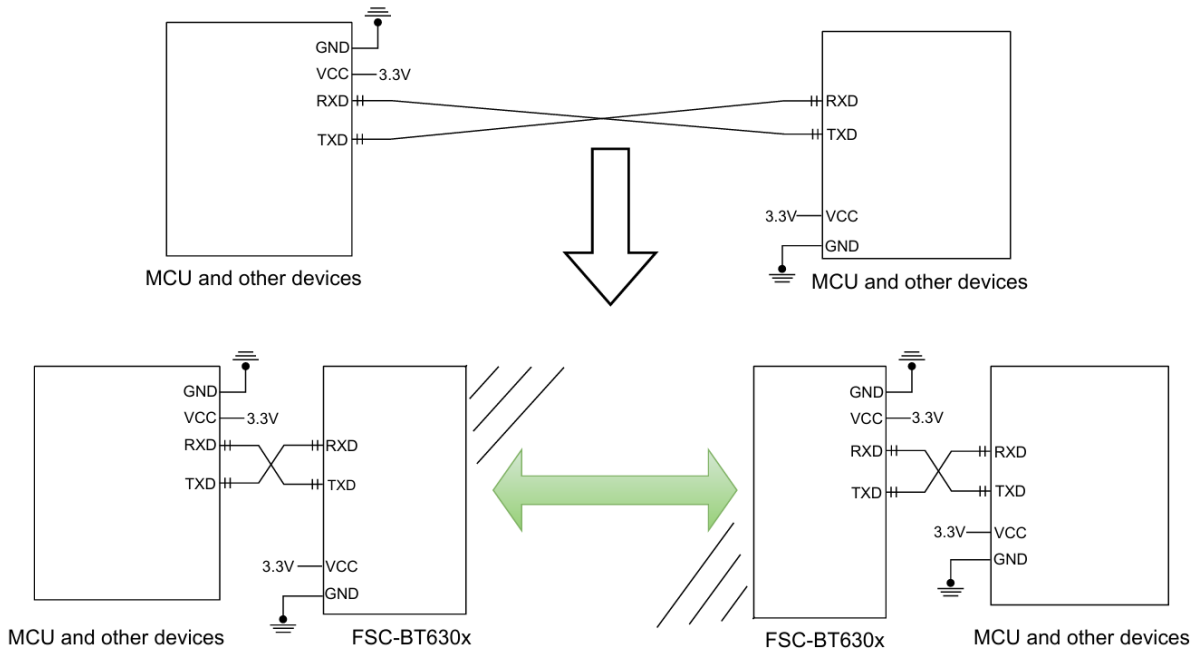 GND
VCC 3.3V
RXD
TXD
MCU and other devices
RXD
TXD
3.3V VCC
GND
MCU and other devices
GND
VCC 3.3V
RXD
TXD
MCU and other devices
RXD
TXD
3.3V VCC
GND
FSC-BT630x
GND
VCC 3.3V
RXD
TXD
FSC-BT630x
RXD
TXD
3.3V VCC
GND
MCU and other devices